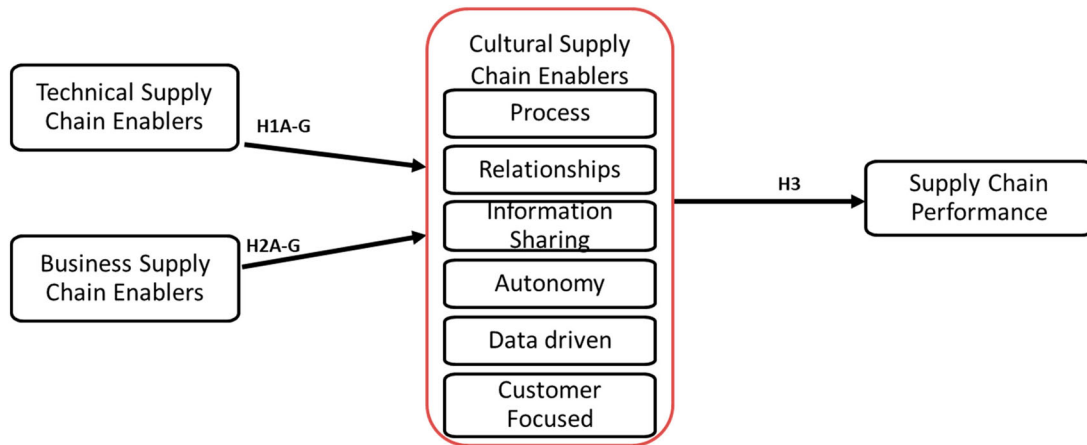 Technical Supply
Chain Enablers
H1A-G
Business Supply
Chain Enablers
H2A-G
Cultural Supply
Chain Enablers
Process
Relationships
Information
Sharing
Autonomy
Data driven
Customer
Focused
H3
Supply Chain
Performance